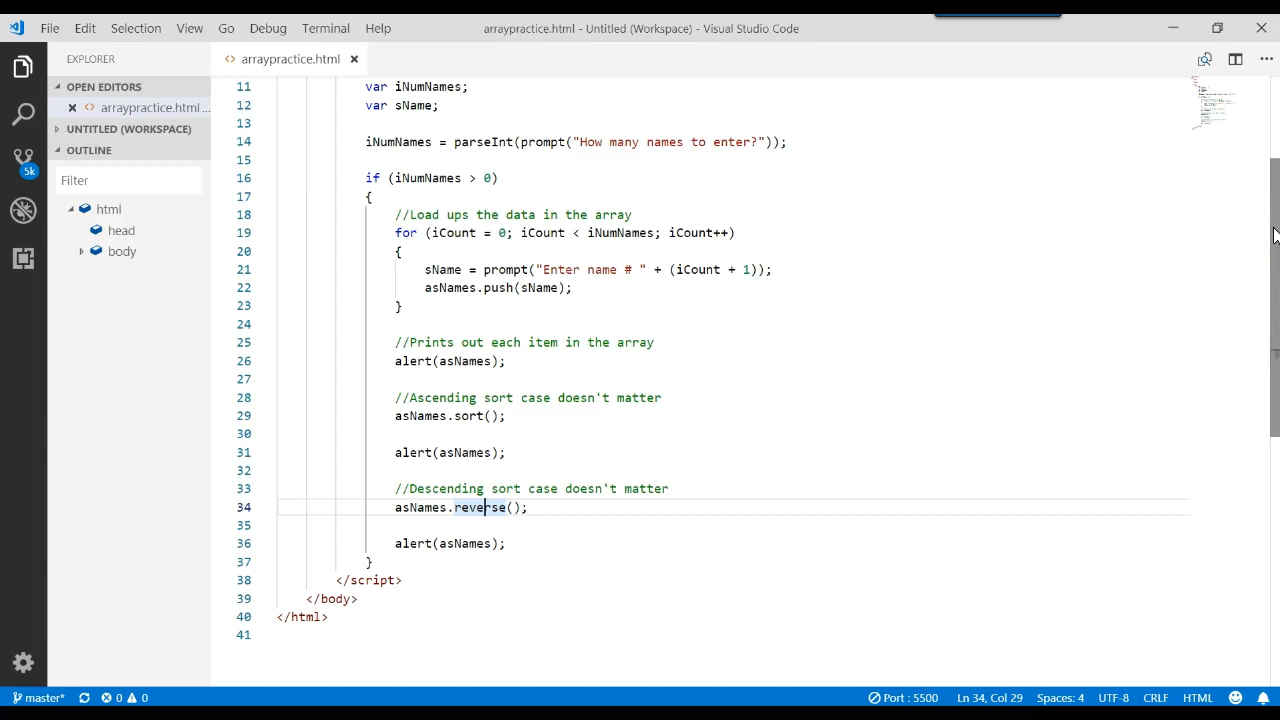 File Edit Selection View Go Debug Terminal Help arraypractice.html - Untitled (Workspace) - Visual Studio Code
EXPLORER
OPEN EDITORS
arraypractice.html ...
UNTITLED (WORKSPACE)
OUTLINE
Filter
html
head
body
5k
arraypractice.html
11 var iNumNames;
12 var sName;
13
14 iNumNames = parseInt(prompt("How many names to enter?"));
15
16 if (iNumNames > 0)
17 {
18 //Load ups the data in the array
19 for (iCount = 0; iCount < iNumNames; iCount++)
20 {
21 sName = prompt("Enter name # " + (iCount + 1));
22 asNames.push(sName);
23 }
24
25 //Prints out each item in the array
26 alert(asNames);
27
28 //Ascending sort case doesn't matter
29 asNames.sort();
30
31 alert(asNames);
32
33 //Descending sort case doesn't matter
34 asNames.reverse();
35
36 alert(asNames);
37 }
38 </script>
39 </body>
40 </html>
41
master* 0 0 Port : 5500 Ln 34, Col 29 Spaces: 4 UTF-8 CRLF HTML